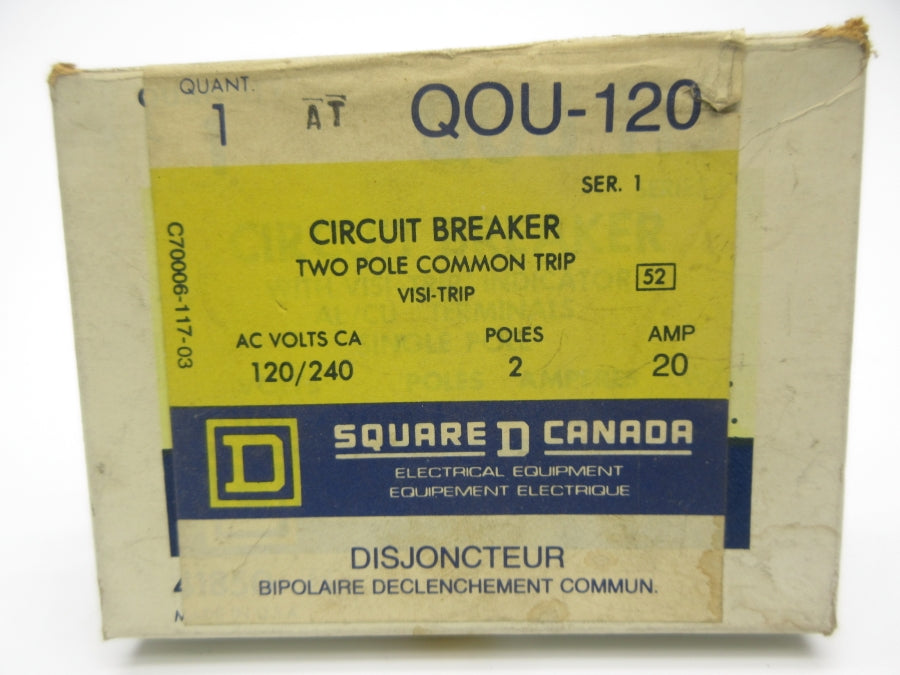 QUANT.
1 AT QOU-120
SER. 1
CIRCUIT BREAKER
TWO POLE COMMON TRIP
VISI-TRIP
52
C70006-117-03
AC VOLTS CA POLES AMP
120/240 2 20
D SQUARE D CANADA
ELECTRICAL EQUIPMENT
EQUIPEMENT ELECTRIQUE
DISJONCTEUR
BIPOLAIRE DECLENCHEMENT COMMUN.